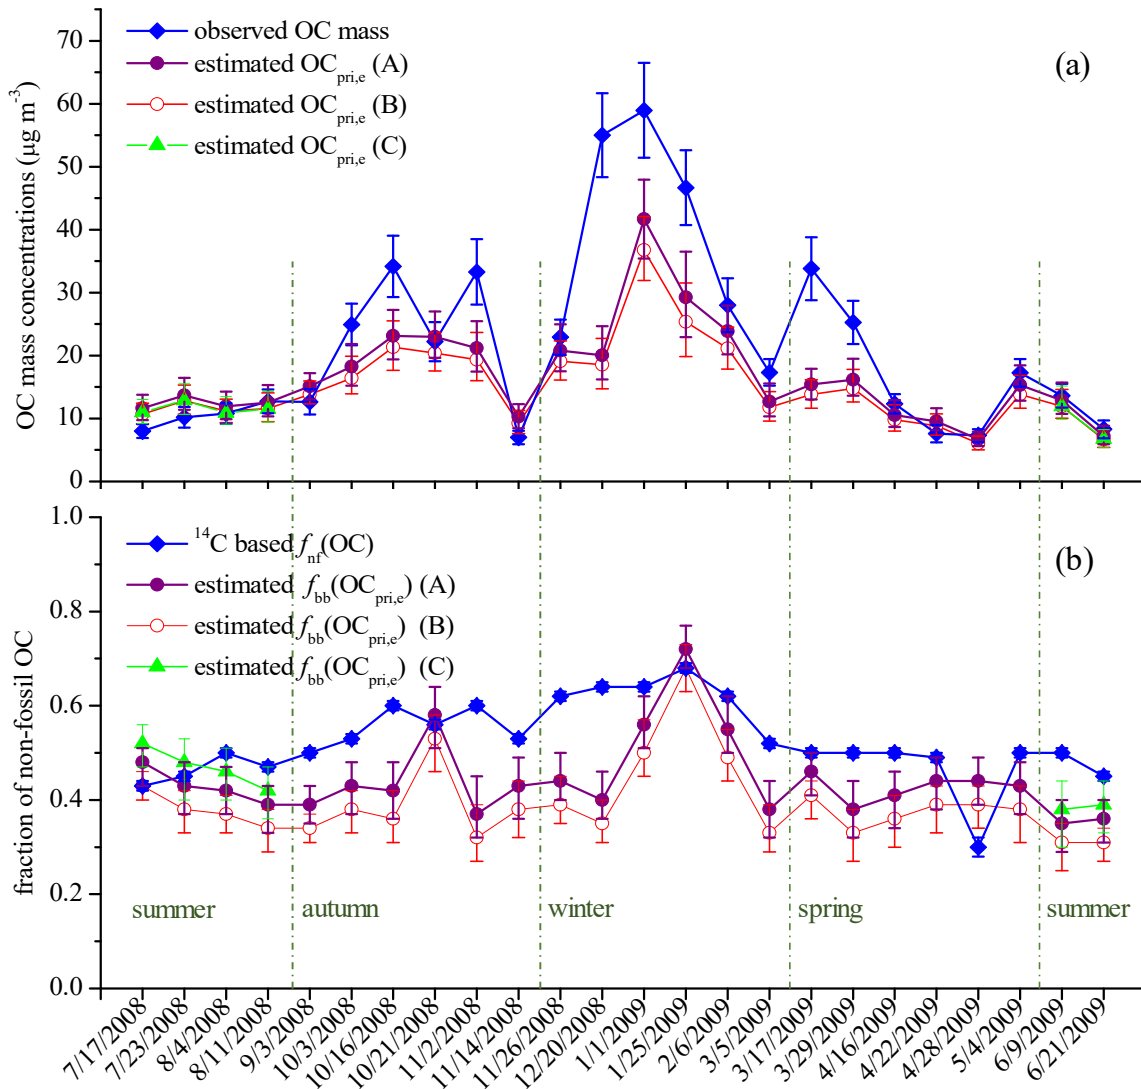 observed OC mass
estimated OCpri,e (A)
estimated OCpri,e (B)
estimated OCpri,e (C)
(a)
OC mass concentrations (μg m-3)
70
60
50
40
30
20
10
0
14C based fnf(OC)
estimated fbb(OCpri,e) (A)
estimated fbb(OCpri,e) (B)
estimated fbb(OCpri,e) (C)
(b)
fraction of non-fossil OC
1.0
0.8
0.6
0.4
0.2
0.0
summer autumn winter spring summer
7/17/2008
7/23/2008
8/4/2008
8/11/2008
9/3/2008
10/3/2008
10/16/2008
10/21/2008
11/2/2008
11/14/2008
11/26/2008
12/20/2008
1/1/2009
1/25/2009
2/6/2009
3/5/2009
3/17/2009
3/29/2009
4/16/2009
4/22/2009
4/28/2009
5/4/2009
6/9/2009
6/21/2009